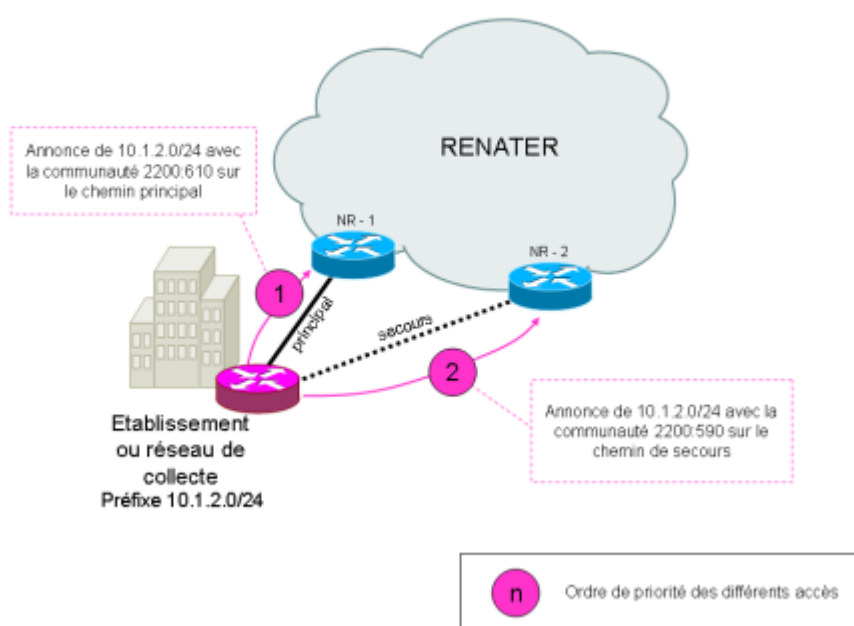 RENATER
Annonce de 10.1.2.0/24 avec
la communauté 2200:610 sur
le chemin principal
NR - 1
NR - 2
1
principal
secours
2
Etablissement
ou réseau de
collecte
Préfixe 10.1.2.0/24
Annonce de 10.1.2.0/24 avec la
communauté 2200:590 sur le
chemin de secours
n
Ordre de priorité des différents accès